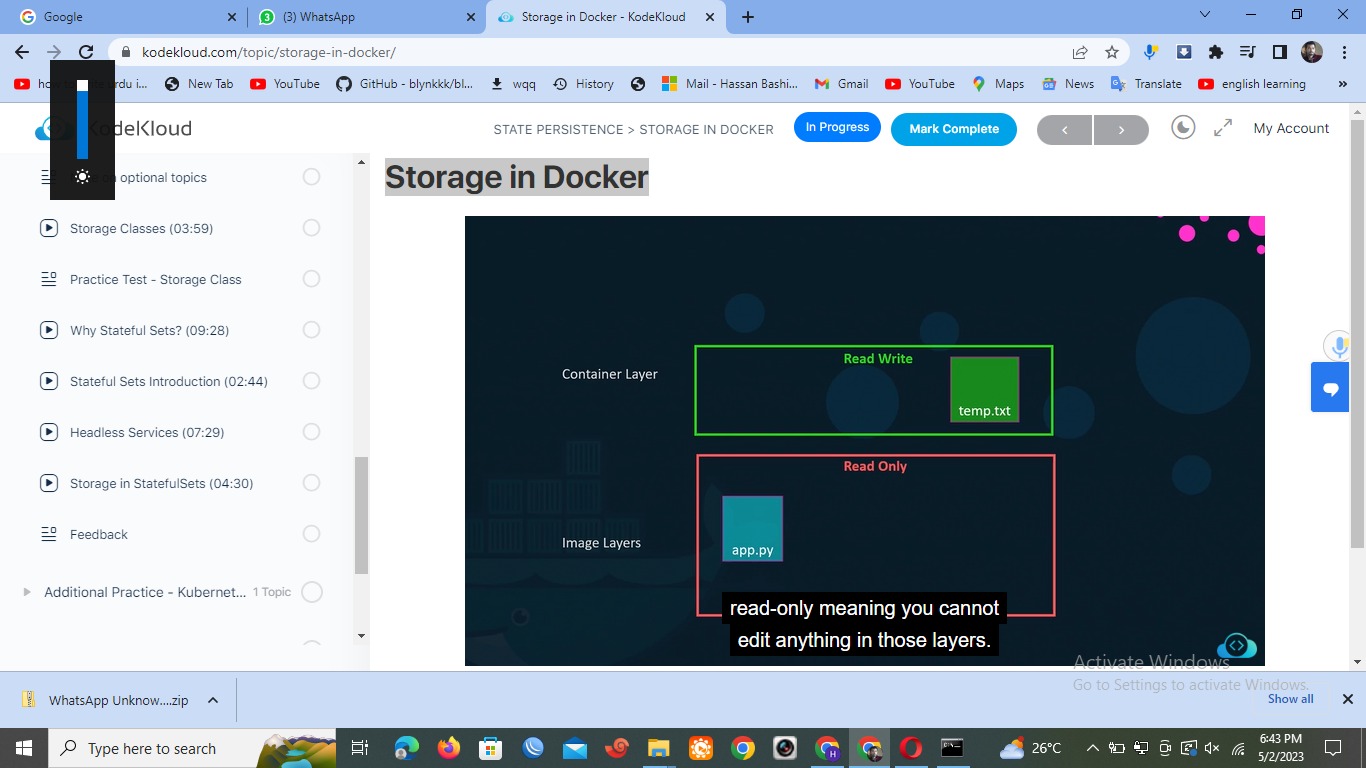 Google
(3) WhatsApp
Storage in Docker - KodeKloud
kodekloud.com/topic/storage-in-docker/
urdu i...
New Tab
YouTube
GitHub - blynkkk/bl...
wqq
History
Mail - Hassan Bashi...
Gmail
YouTube
Maps
News
Translate
english learning
KodeKloud
STATE PERSISTENCE > STORAGE IN DOCKER
In Progress
Mark Complete
My Account
optional topics
Storage Classes (03:59)
Practice Test - Storage Class
Why Stateful Sets? (09:28)
Stateful Sets Introduction (02:44)
Headless Services (07:29)
Storage in StatefulSets (04:30)
Feedback
Additional Practice - Kubernet... 1 Topic
Storage in Docker
Container Layer
Read Write
temp.txt
Read Only
app.py
Image Layers
read-only meaning you cannot
edit anything in those layers.
Activate Windows
Go to Settings to activate Windows.
WhatsApp Unknow....zip
Show all
Type here to search
26°C
6:43 PM
5/2/2023